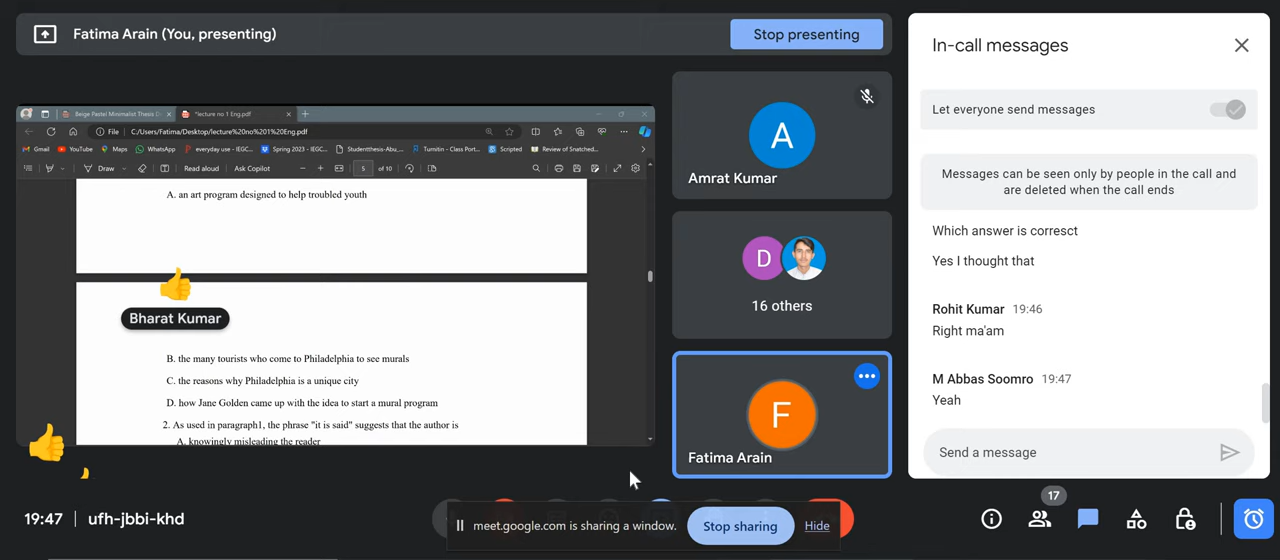 Fatima Arain (You, presenting)
Stop presenting
Beige Pastel Minimalist Thesis D
*lecture no 1 Eng.pdf
File
C:/Users/Fatima/Desktop/lecture%20no%201%20Eng.pdf
Gmail
YouTube
Maps
WhatsApp
everyday use - IEGC...
Spring 2023 - IEGC...
Studentthesis-Abu...
Turnitin - Class Port...
Scripted
Review of Snatched...
Draw
Read aloud
Ask Copilot
5 of 10
A. an art program designed to help troubled youth
Bharat Kumar
B. the many tourists who come to Philadelphia to see murals
C. the reasons why Philadelphia is a unique city
D. how Jane Golden came up with the idea to start a mural program
2. As used in paragraph1, the phrase "it is said" suggests that the author is
A. knowingly misleading the reader
A
Amrat Kumar
D
16 others
F
Fatima Arain
In-call messages
Let everyone send messages
Messages can be seen only by people in the call and
are deleted when the call ends
Which answer is corresct
Yes I thought that
Rohit Kumar 19:46
Right ma'am
M Abbas Soomro 19:47
Yeah
Send a message
19:47 | ufh-jbbi-khd
meet.google.com is sharing a window.
Stop sharing
Hide
17